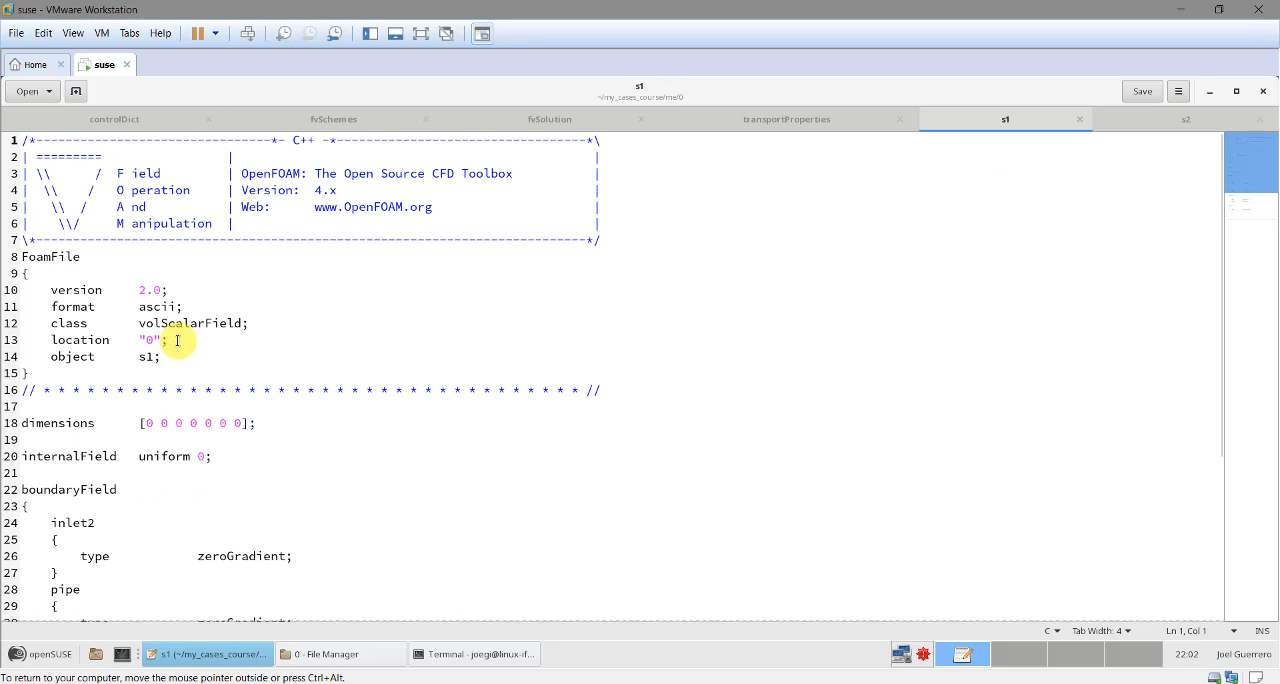 suse - VMware Workstation
File Edit View VM Tabs Help
Home suse
Open s1 Save
~/my_cases_course/me/0
controlDict fvSchemes fvSolution transportProperties s1 s2
1 /*--------------------------------*- C++ -*----------------------------------*\
2 | ========= | |
3 | \\ / F ield | OpenFOAM: The Open Source CFD Toolbox |
4 | \\ / O peration | Version: 4.x |
5 | \\ / A nd | Web: www.OpenFOAM.org |
6 | \\/ M anipulation | |
7 \*---------------------------------------------------------------------------*/
8 FoamFile
9 {
10 version 2.0;
11 format ascii;
12 class volScalarField;
13 location "0";
14 object s1;
15 }
16 // * * * * * * * * * * * * * * * * * * * * * * * * * * * * * * * * * * * * * //
17
18 dimensions [0 0 0 0 0 0 0];
19
20 internalField uniform 0;
21
22 boundaryField
23 {
24 inlet2
25 {
26 type zeroGradient;
27 }
28 pipe
29 {
type zeroGradient;
C Tab Width: 4 Ln 1, Col 1 INS
openSUSE s1 (~/my_cases_course/... 0 - File Manager Terminal - joegi@linux-if... 22:02 Joel Guerrero
To return to your computer, move the mouse pointer outside or press Ctrl+Alt.